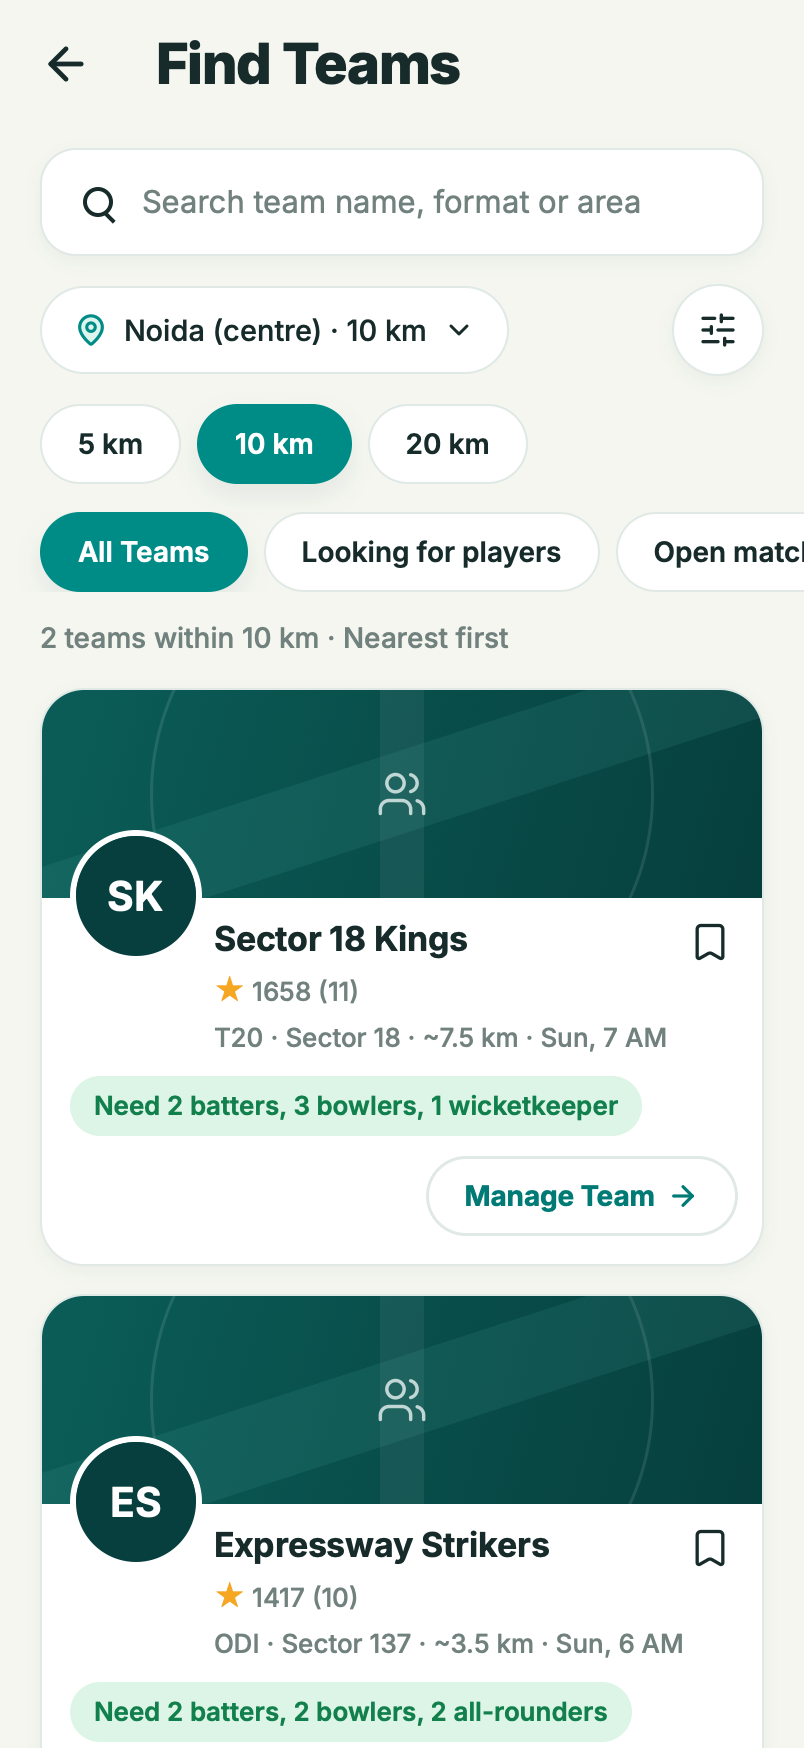 Find Teams
Search team name, format or area
Noida (centre) · 10 km
5 km
10 km
20 km
All Teams
Looking for players
Open matc
2 teams within 10 km · Nearest first
SK
Sector 18 Kings
★ 1658 (11)
T20 · Sector 18 · ~7.5 km · Sun, 7 AM
Need 2 batters, 3 bowlers, 1 wicketkeeper
Manage Team →
ES
Expressway Strikers
★ 1417 (10)
ODI · Sector 137 · ~3.5 km · Sun, 6 AM
Need 2 batters, 2 bowlers, 2 all-rounders